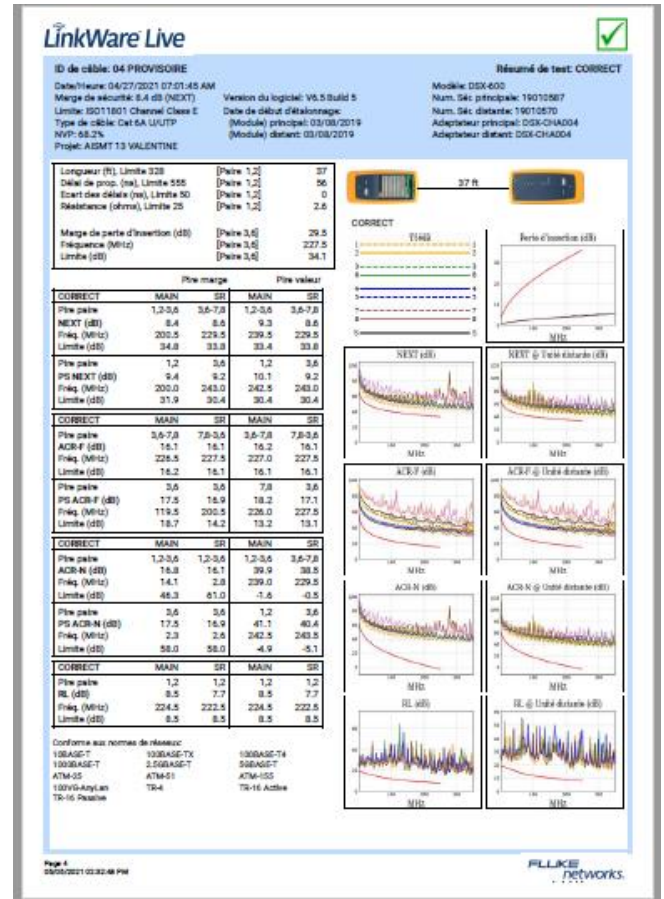 LinkWare Live
ID de câble: 04 PROVISOIRE
Résumé de test: CORRECT
Date/Heure: 04/27/2021 07:01:45 AM
Marge de sécurité: 8.4 dB (NEXT)
Limite: ISO11801 Channel Class E
Type de câble: Cat 6A U/UTP
NVP: 68.2%
Projet: AISMT 13 VALENTINE
Version du logiciel: V6.5 Build 5
Date de début d'étalonnage:
(Module) principal: 03/08/2019
(Module) distant: 03/08/2019
Modèle: DSX-600
Num. Séc principale: 19010587
Num. Séc distante: 19010570
Adaptateur principal: DSX-CHA004
Adaptateur distant: DSX-CHA004
Longueur (ft), Limite 328 [Paire 1,2] 37
Délai de prop. (ns), Limite 555 [Paire 1,2] 56
Ecart des délais (ns), Limite 50 [Paire 1,2] 0
Résistance (ohms), Limite 25 [Paire 1,2] 2.6
Marge de perte d'insertion (dB) [Paire 3,6] 29.5
Fréquence (MHz) [Paire 3,6] 227.5
Limite (dB) [Paire 3,6] 34.1
37 ft
CORRECT
T568B
Perte d'insertion (dB)
MHz
Pire marge Pire valeur
CORRECT MAIN SR MAIN SR
Pire paire 1,2-3,6 3,6-7,8 1,2-3,6 3,6-7,8
NEXT (dB) 8.4 8.6 9.3 8.6
Fréq. (MHz) 200.5 229.5 239.5 229.5
Limite (dB) 34.8 33.8 33.4 33.8
Pire paire 1,2 3,6 1,2 3,6
PS NEXT (dB) 9.4 9.2 10.1 9.2
Fréq. (MHz) 200.0 243.0 242.5 243.0
Limite (dB) 31.9 30.4 30.4 30.4
CORRECT MAIN SR MAIN SR
Pire paire 3,6-7,8 7,8-3,6 3,6-7,8 7,8-3,6
ACR-F (dB) 16.1 16.1 16.2 16.1
Fréq. (MHz) 226.5 227.5 227.0 227.5
Limite (dB) 16.2 16.1 16.1 16.1
Pire paire 3,6 3,6 7,8 3,6
PS ACR-F (dB) 17.5 16.9 18.2 17.1
Fréq. (MHz) 119.5 200.5 226.0 227.5
Limite (dB) 18.7 14.2 13.2 13.1
CORRECT MAIN SR MAIN SR
Pire paire 1,2-3,6 1,2-3,6 1,2-3,6 3,6-7,8
ACR-N (dB) 16.8 16.1 39.9 38.5
Fréq. (MHz) 14.1 2.8 239.0 229.5
Limite (dB) 46.3 61.0 -1.6 -0.5
Pire paire 3,6 3,6 1,2 3,6
PS ACR-N (dB) 17.5 16.9 41.1 40.4
Fréq. (MHz) 2.3 2.6 242.5 243.5
Limite (dB) 58.0 58.0 -4.9 -5.1
CORRECT MAIN SR MAIN SR
Pire paire 1,2 1,2 1,2 1,2
RL (dB) 8.5 7.7 8.5 7.7
Fréq. (MHz) 224.5 222.5 224.5 222.5
Limite (dB) 8.5 8.5 8.5 8.5
NEXT (dB)
MHz
NEXT @ Unité distante (dB)
MHz
ACR-F (dB)
MHz
ACR-F @ Unité distante (dB)
MHz
ACR-N (dB)
MHz
ACR-N @ Unité distante (dB)
MHz
RL (dB)
MHz
RL @ Unité distante (dB)
MHz
Conforme aux normes de réseaux:
10BASE-T 100BASE-TX 100BASE-T4
1000BASE-T 2.5GBASE-T 5GBASE-T
ATM-25 ATM-51 ATM-155
100VG-AnyLan TR-4 TR-16 Active
TR-16 Passive
Page 4
FLUKE networks.